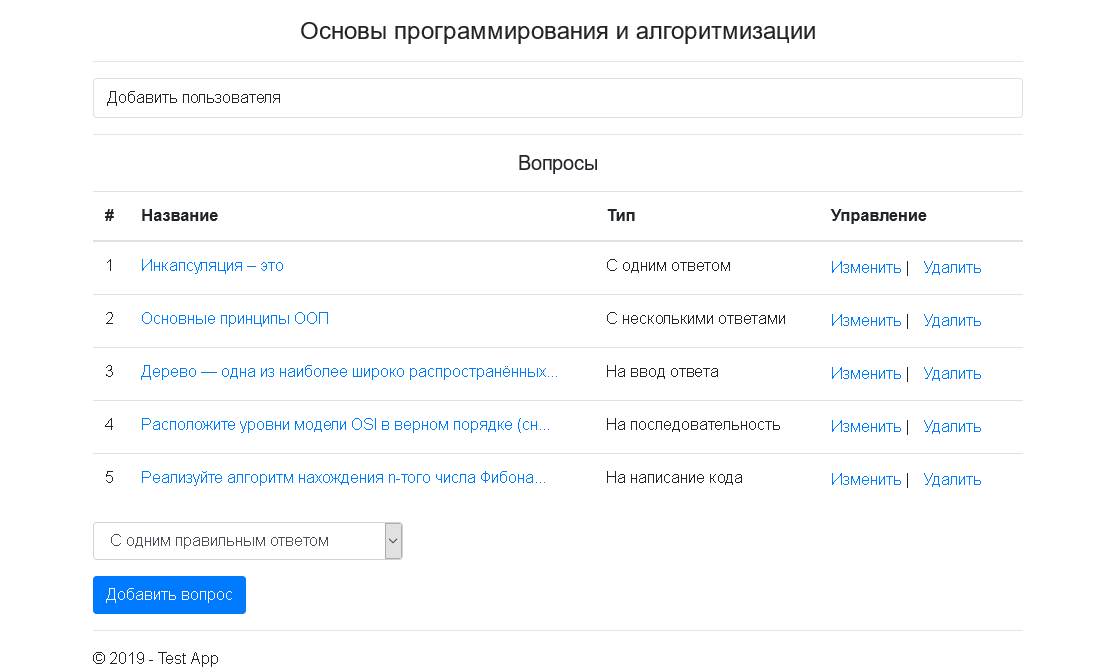 Основы программирования и алгоритмизации
Добавить пользователя
Вопросы
# Название Тип Управление
1 Инкапсуляция – это С одним ответом Изменить | Удалить
2 Основные принципы ООП С несколькими ответами Изменить | Удалить
3 Дерево — одна из наиболее широко распространённых... На ввод ответа Изменить | Удалить
4 Расположите уровни модели OSI в верном порядке (сн... На последовательность Изменить | Удалить
5 Реализуйте алгоритм нахождения n-того числа Фибона... На написание кода Изменить | Удалить
С одним правильным ответом
Добавить вопрос
© 2019 - Test App